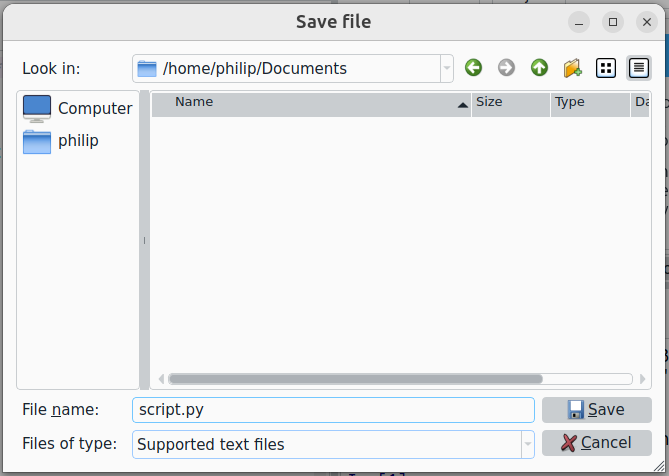 Save file
Look in: /home/philip/Documents
Computer
philip
Name Size Type Da
File name: script.py Save
Files of type: Supported text files Cancel